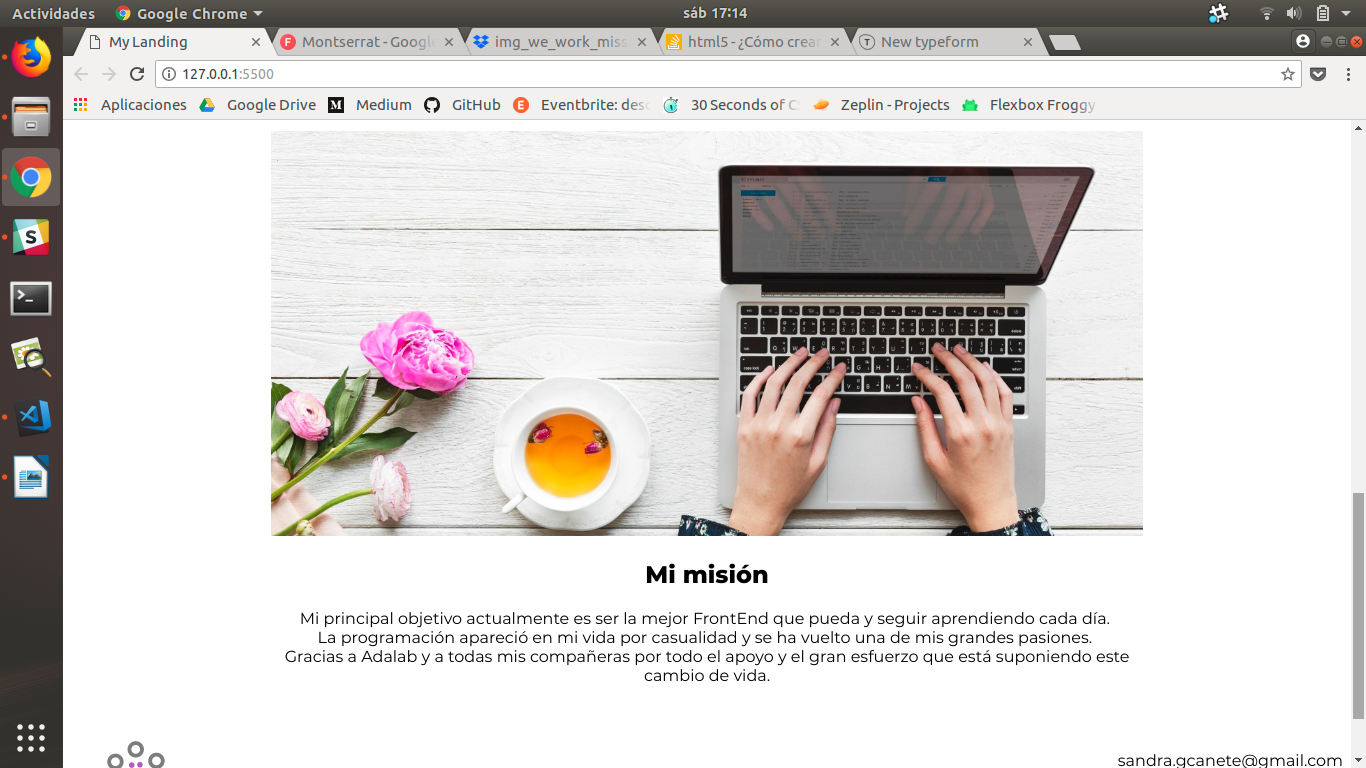 Actividades
Google Chrome
sáb 17:14
My Landing
Montserrat - Google
img_we_work_miss
html5 - ¿Cómo crear
New typeform
127.0.0.1:5500
Aplicaciones
Google Drive
Medium
GitHub
Eventbrite: desc
30 Seconds of C
Zeplin - Projects
Flexbox Froggy
Mi misión
Mi principal objetivo actualmente es ser la mejor FrontEnd que pueda y seguir aprendiendo cada día.
La programación apareció en mi vida por casualidad y se ha vuelto una de mis grandes pasiones.
Gracias a Adalab y a todas mis compañeras por todo el apoyo y el gran esfuerzo que está suponiendo este
cambio de vida.
sandra.gcanete@gmail.com